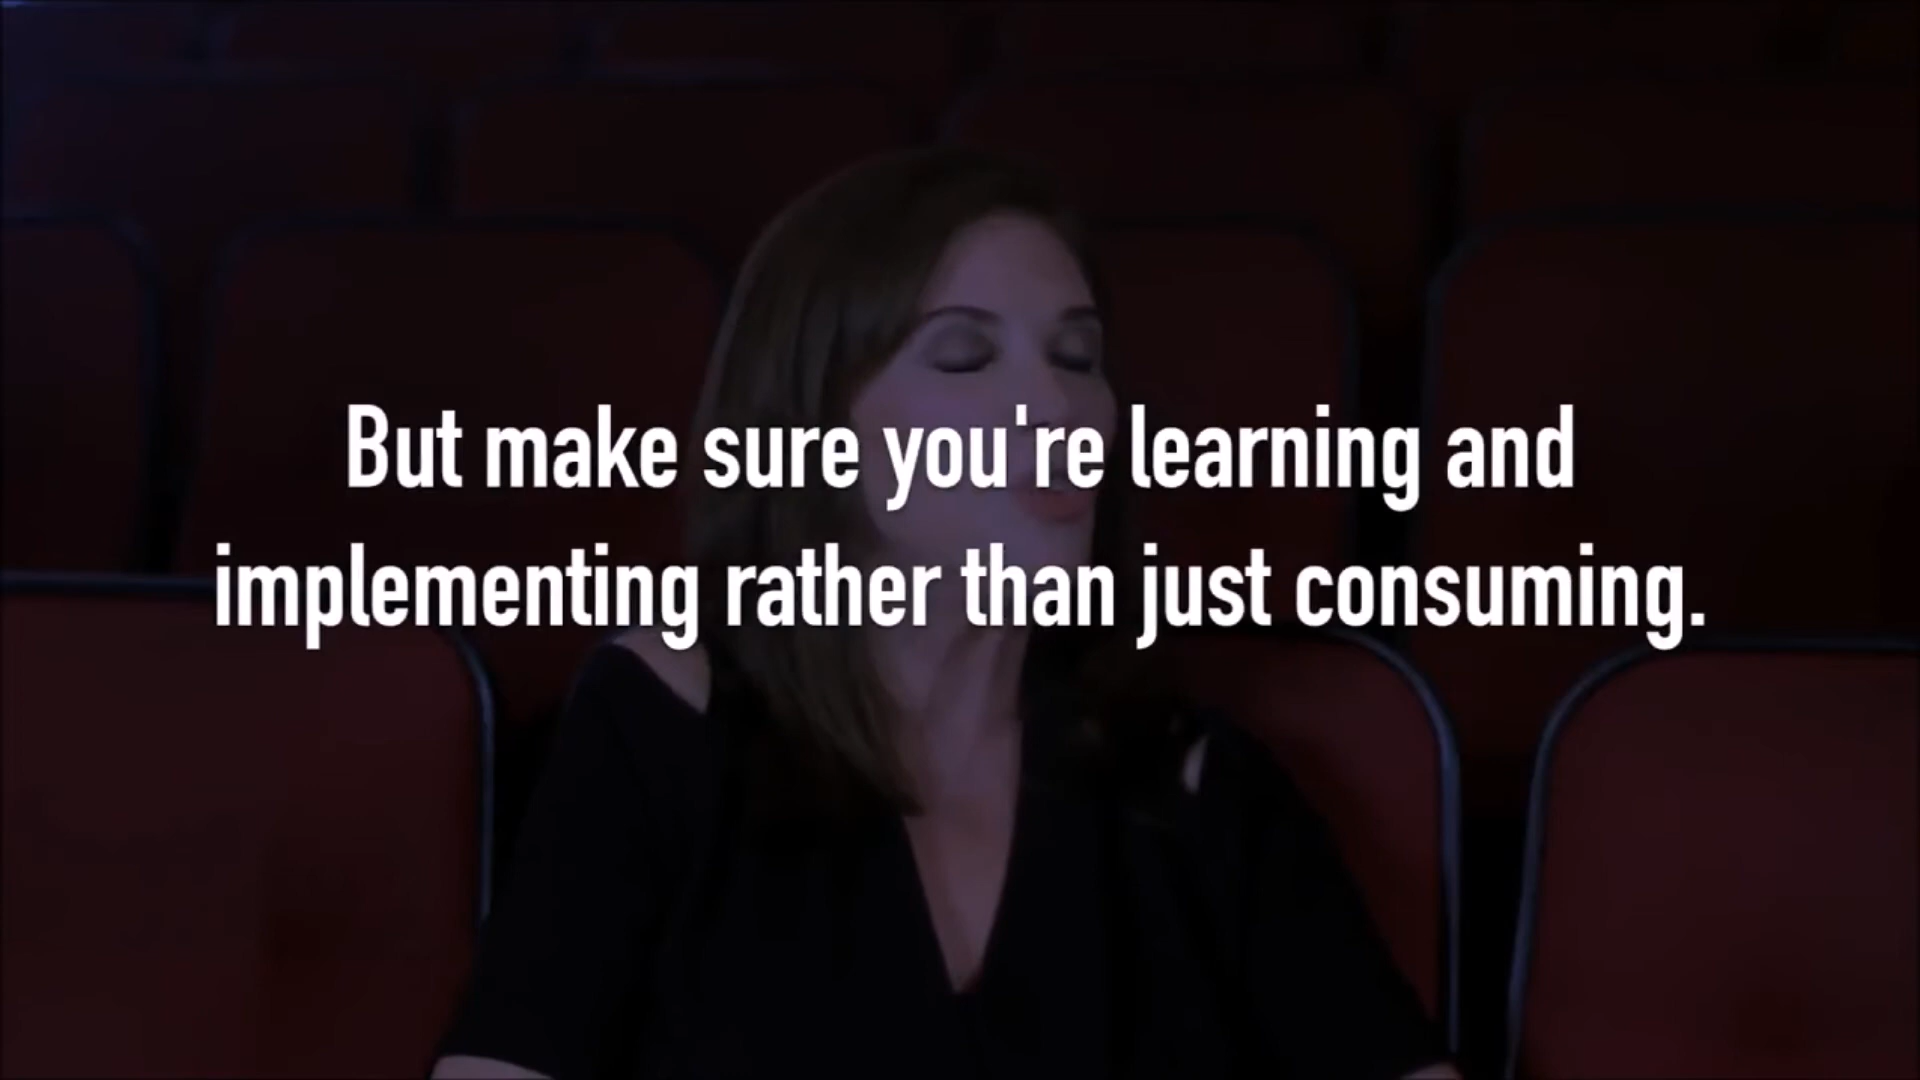 But make sure you're learning and
implementing rather than just consuming.